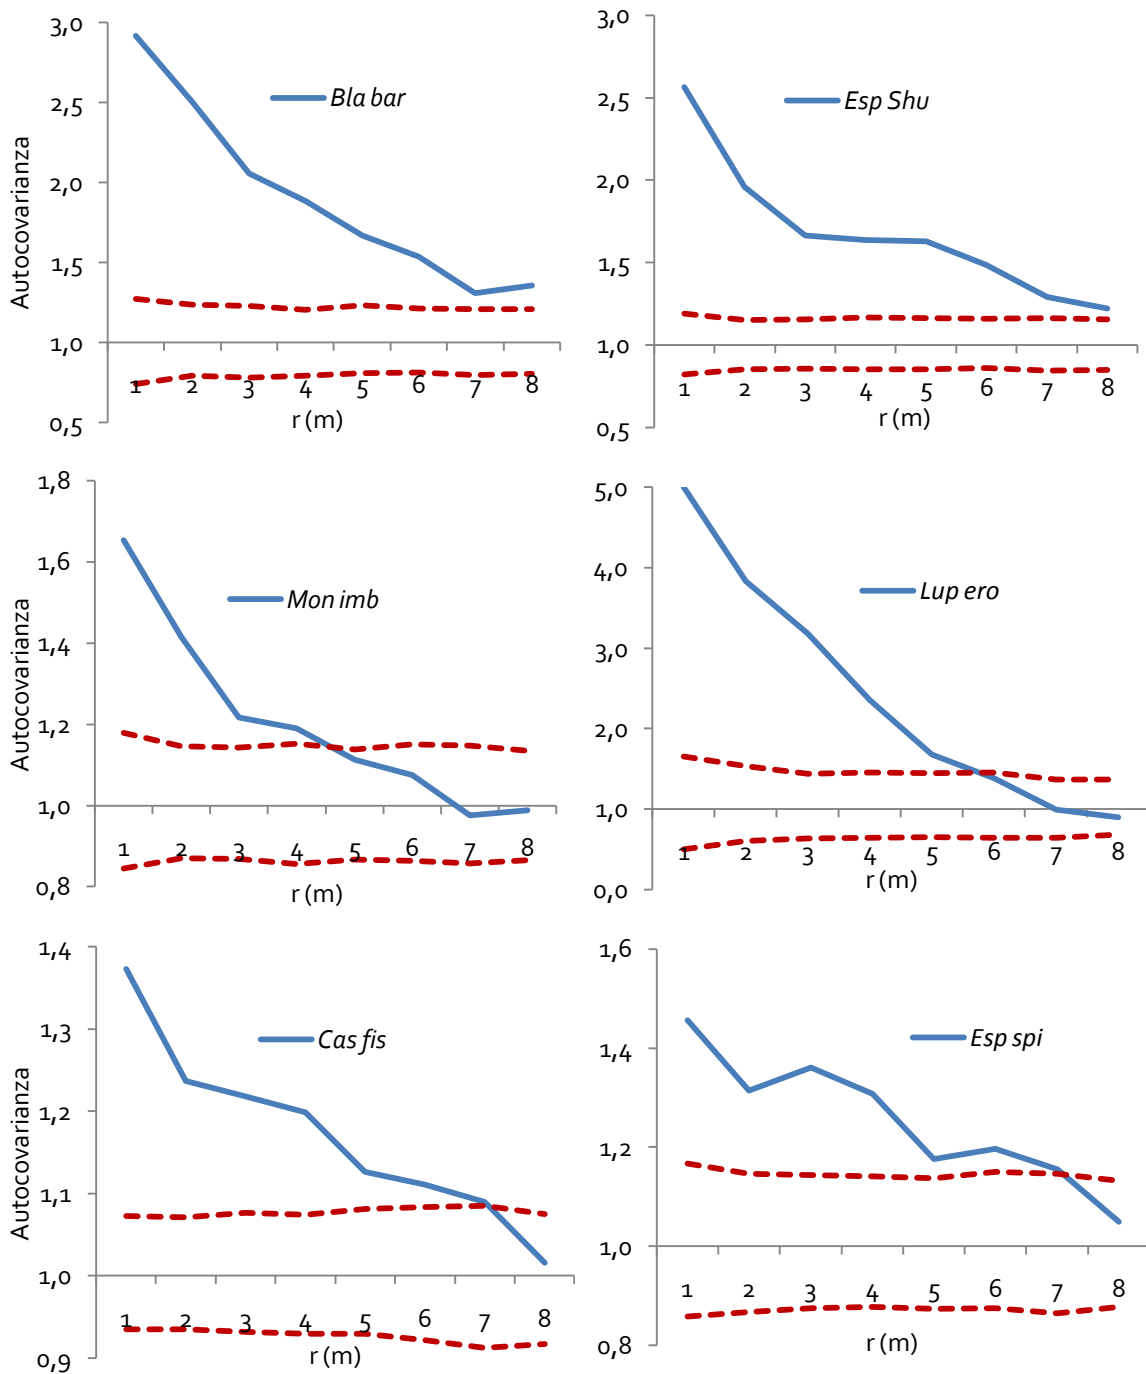 3,0
2,5
2,0
1,5
1,0
0,5
Autocovarianza
Bla bar
1 2 3 4 5 6 7 8
r (m)
3,0
2,5
2,0
1,5
1,0
0,5
Esp Shu
1 2 3 4 5 6 7 8
r (m)
1,8
1,6
1,4
1,2
1,0
0,8
Autocovarianza
Mon imb
1 2 3 4 5 6 7 8
r (m)
5,0
4,0
3,0
2,0
1,0
0,0
Lup ero
1 2 3 4 5 6 7 8
r (m)
1,4
1,3
1,2
1,1
1,0
0,9
Autocovarianza
Cas fis
1 2 3 4 5 6 7 8
r (m)
1,6
1,4
1,2
1,0
0,8
Esp spi
1 2 3 4 5 6 7 8
r (m)